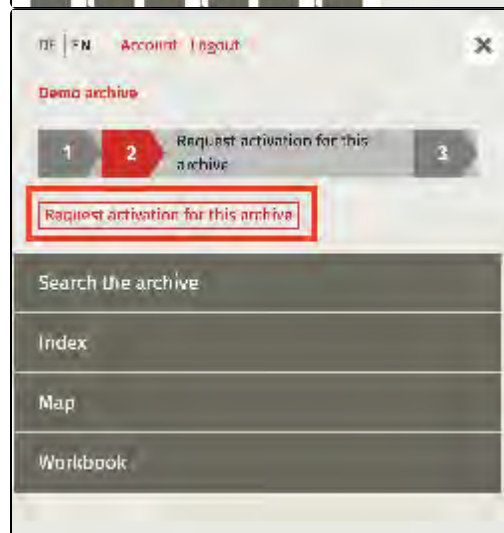 DE | EN Account Logout
Demo archive
1 2 Request activation for this
archive 3
Request activation for this archive
Search the archive
Index
Map
Workbook